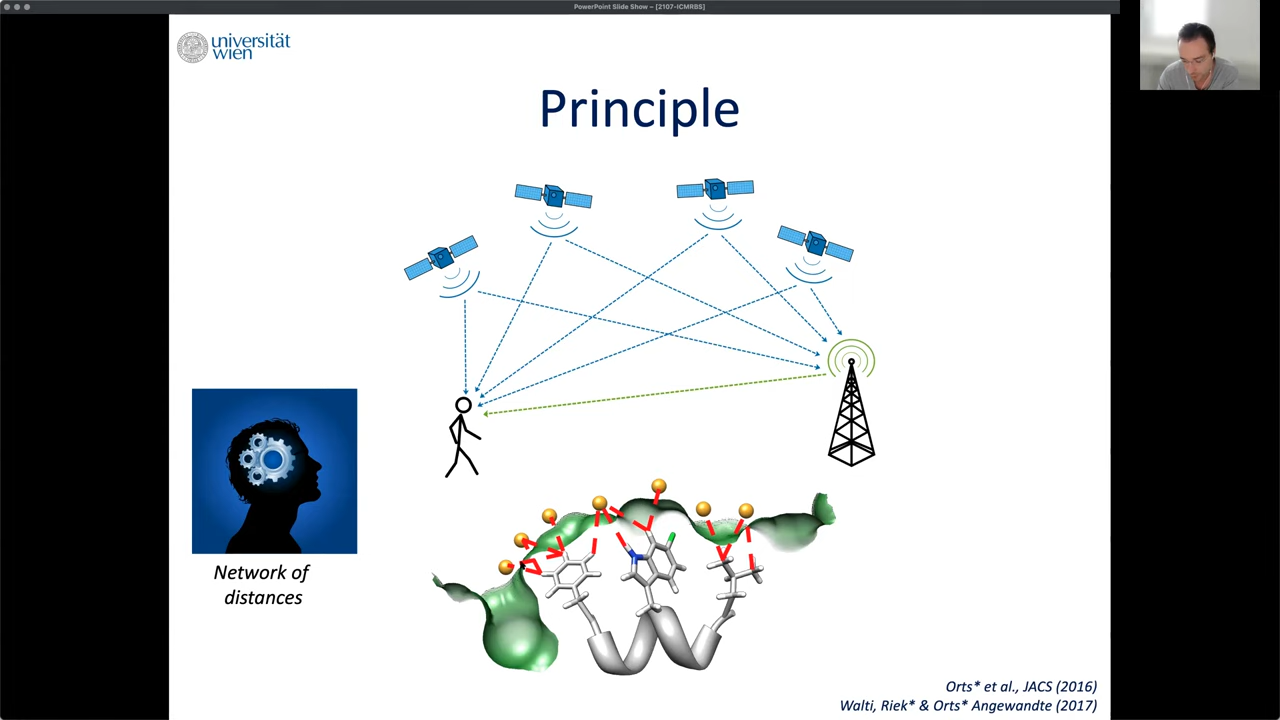 PowerPoint Slide Show – [2107-ICMRBS]
universität
wien
Principle
Network of
distances
Orts* et al., JACS (2016)
Walti, Riek* & Orts* Angewandte (2017)